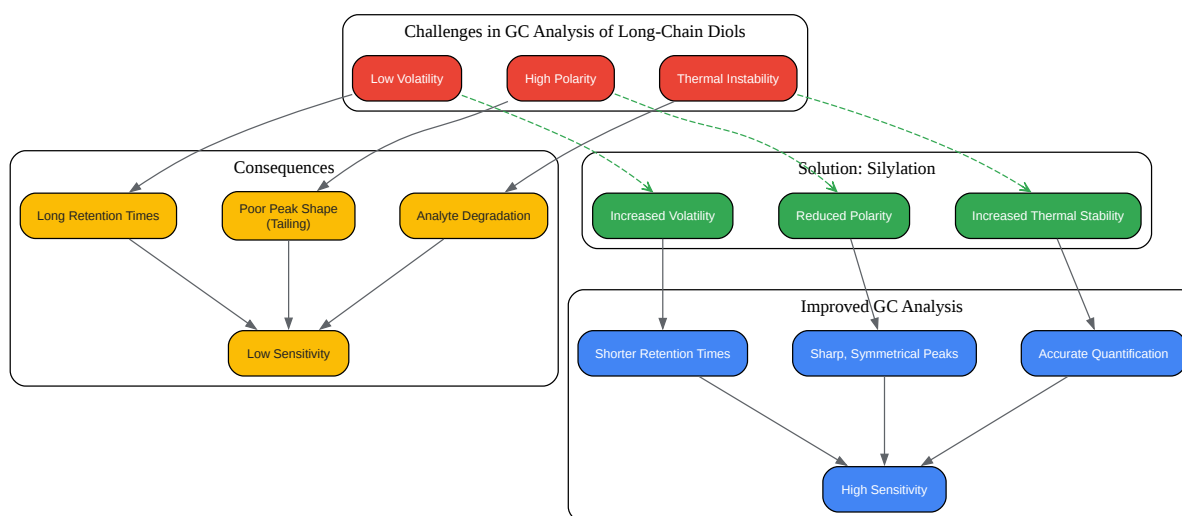 Challenges in GC Analysis of Long-Chain Diols
Low Volatility
High Polarity
Thermal Instability
Consequences
Long Retention Times
Poor Peak Shape
(Tailing)
Analyte Degradation
Low Sensitivity
Solution: Silylation
Increased Volatility
Reduced Polarity
Increased Thermal Stability
Improved GC Analysis
Shorter Retention Times
Sharp, Symmetrical Peaks
Accurate Quantification
High Sensitivity